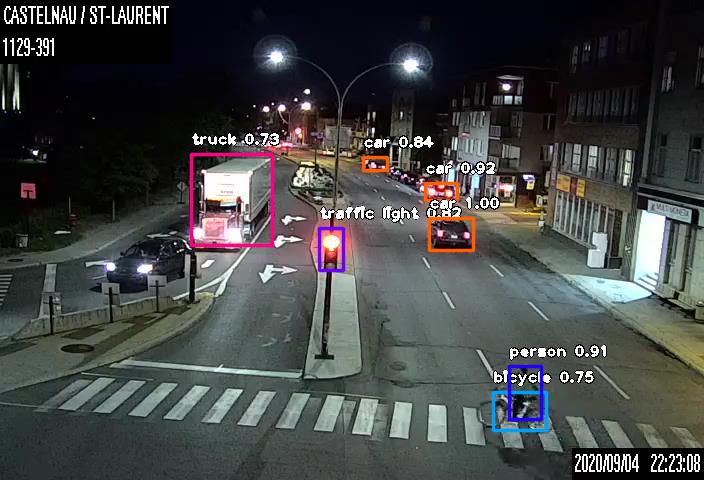 CASTELNAU / ST-LAURENT
1129-391
truck 0.73
car 0.84
car 0.92
car 1.00
traffic light 0.82
person 0.91
bicycle 0.75
2020/09/04 22:23:08